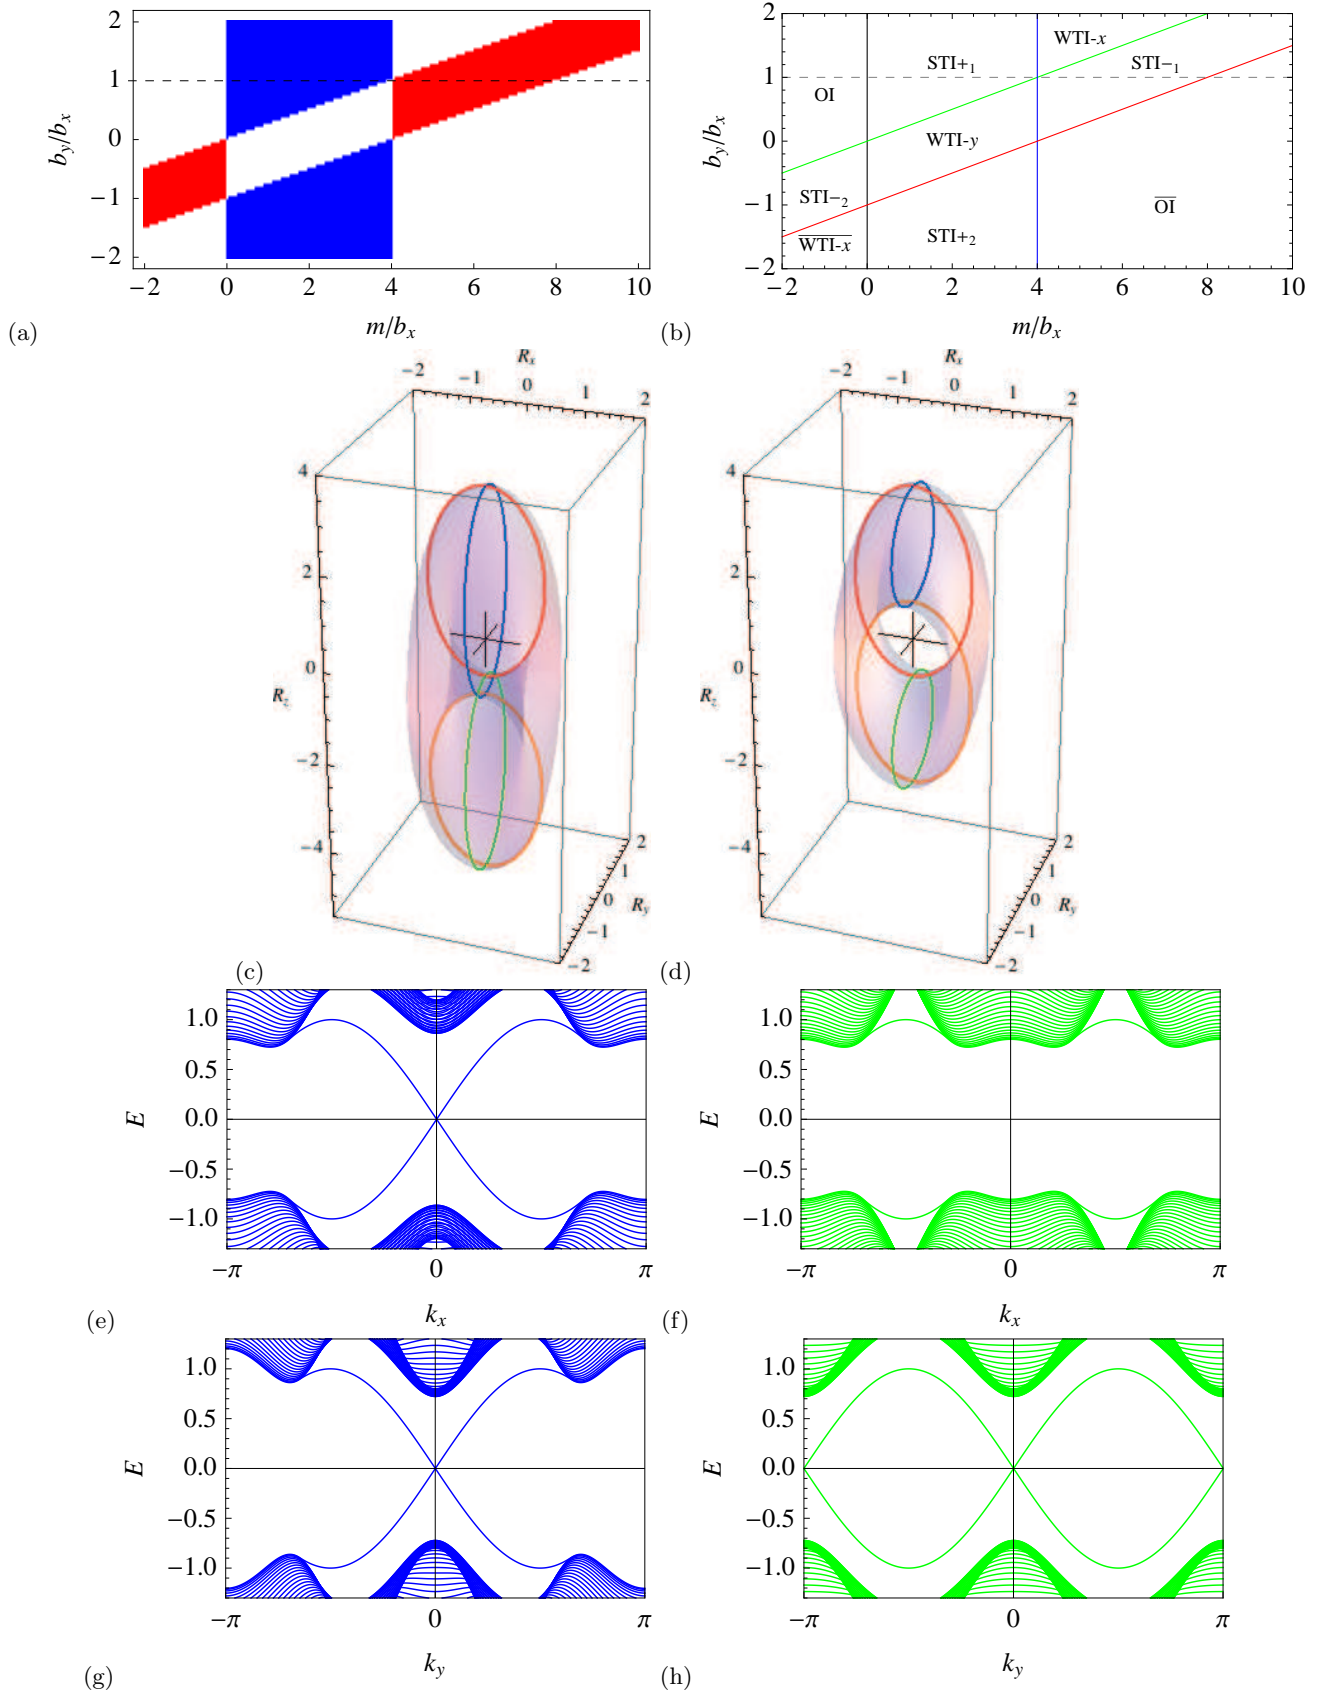 2
1
0
−1
−2
b_y/b_x
−2 0 2 4 6 8 10
m/b_x
(a)
2
1
0
−1
−2
b_y/b_x
WTI-x
STI+₁
STI−₁
OI
WTI-y
STI−₂
OI
WTI-x
STI+₂
−2 0 2 4 6 8 10
m/b_x
(b)
R_x
−2 −1 0 1 2
4
2
0
R_z
−2
−4
2
1
0 R_y
−1
−2
(c)
R_x
−2 −1 0 1 2
4
2
0
R_z
−2
−4
2
1
0 R_y
−1
−2
(d)
1.0
0.5
0.0
−0.5
−1.0
E
−π 0 π
k_x
(e)
1.0
0.5
0.0
−0.5
−1.0
E
−π 0 π
k_x
(f)
1.0
0.5
0.0
−0.5
−1.0
E
−π 0 π
k_y
(g)
1.0
0.5
0.0
−0.5
−1.0
E
−π 0 π
k_y
(h)